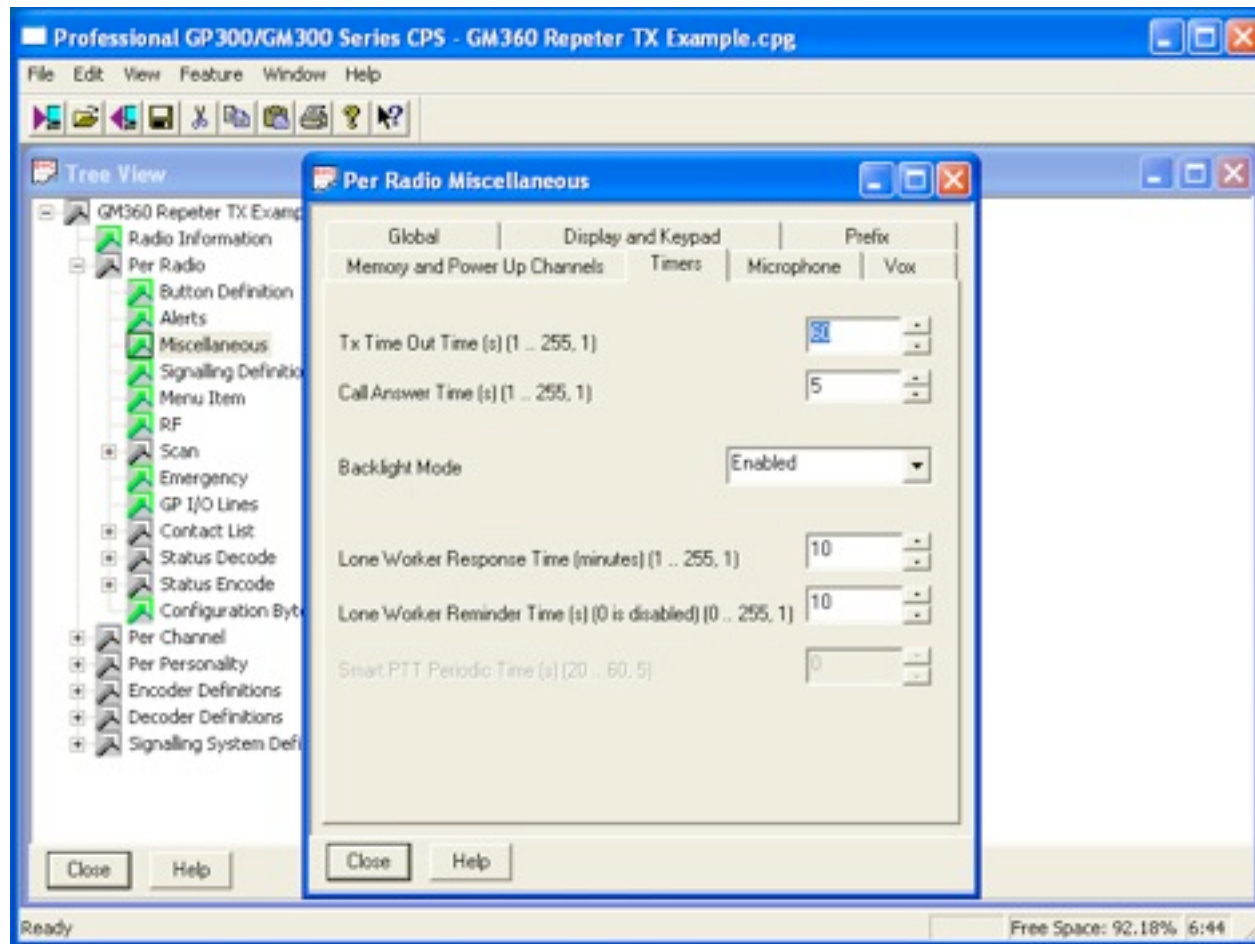 Professional GP300/GM300 Series CPS - GM360 Repeter TX Example.cpg
File Edit View Feature Window Help
Tree View
GM360 Repeter TX Examp
Radio Information
Per Radio
Button Definition
Alerts
Miscellaneous
Signalling Definitio
Menu Item
RF
Scan
Emergency
GP I/O Lines
Contact List
Status Decode
Status Encode
Configuration Byt
Per Channel
Per Personality
Encoder Definitions
Decoder Definitions
Signaling System Defi
Close Help
Per Radio Miscellaneous
Global Display and Keypad Prefix
Memory and Power Up Channels Timers Microphone Vox
Tx Time Out Time (s) (1 .. 255, 1) 60
Call Answer Time (s) (1 .. 255, 1) 5
Backlight Mode Enabled
Lone Worker Response Time (minutes) (1 .. 255, 1) 10
Lone Worker Reminder Time (s) (0 is disabled) (0 .. 255, 1) 10
Smart PTT Periodic Time (s) (20 .. 60, 5) 0
Close Help
Ready Free Space: 92.18% 6:44